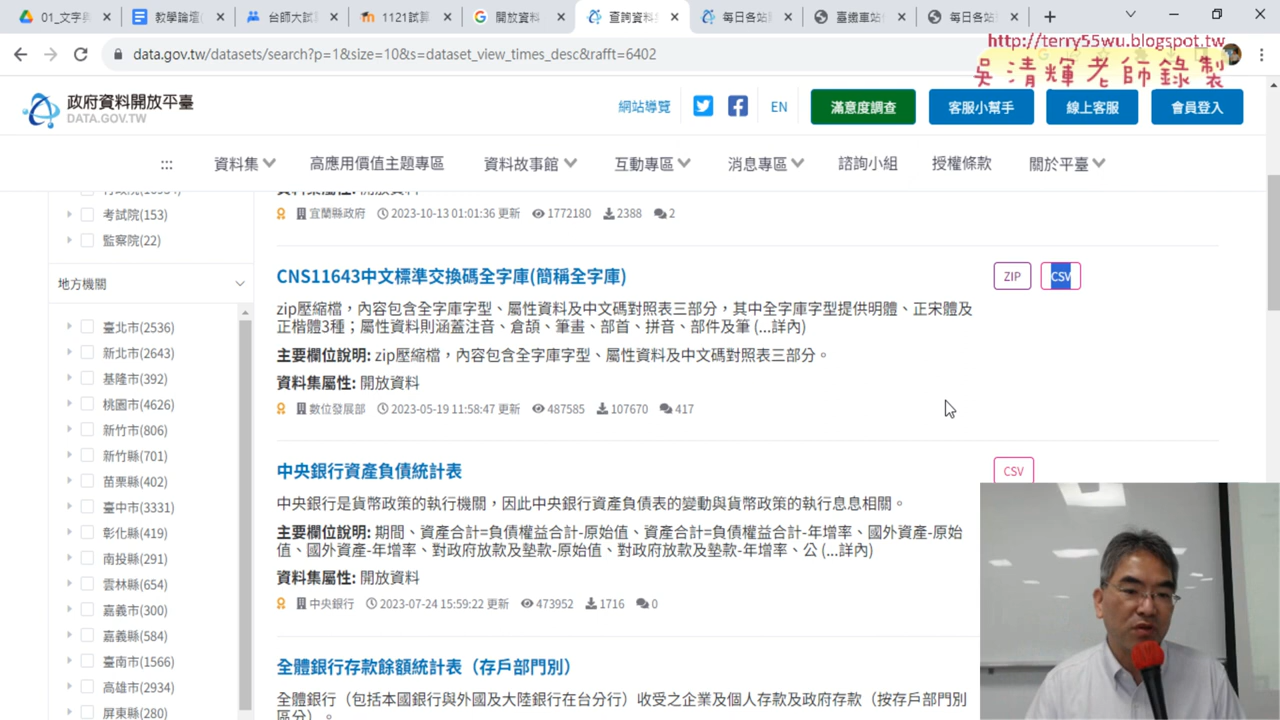 01_文字與
教學論壇(
台師大試
1121試算
開放資料
查詢資料
每日各站
臺鐵車站
每日各站
data.gov.tw/datasets/search?p=1&size=10&s=dataset_view_times_desc&rafft=6402
http://terry55wu.blogspot.tw
吳清輝老師錄製
政府資料開放平臺
DATA.GOV.TW
網站導覽
EN
滿意度調查
客服小幫手
線上客服
會員登入
:::
資料集
高應用價值主題專區
資料故事館
互動專區
消息專區
諮詢小組
授權條款
關於平臺
考試院(153)
監察院(22)
地方機關
臺北市(2536)
新北市(2643)
基隆市(392)
桃園市(4626)
新竹市(806)
新竹縣(701)
苗栗縣(402)
臺中市(3331)
彰化縣(419)
南投縣(291)
雲林縣(654)
嘉義市(300)
嘉義縣(584)
臺南市(1566)
高雄市(2934)
屏東縣(280)
宜蘭縣政府 2023-10-13 01:01:36 更新 1772180 2388 2
CNS11643中文標準交換碼全字庫(簡稱全字庫)
ZIP
CSV
zip壓縮檔，內容包含全字庫字型、屬性資料及中文碼對照表三部分，其中全字庫字型提供明體、正宋體及
正楷體3種；屬性資料則涵蓋注音、倉頡、筆畫、部首、拼音、部件及筆 (...詳內)
主要欄位說明: zip壓縮檔，內容包含全字庫字型、屬性資料及中文碼對照表三部分。
資料集屬性: 開放資料
數位發展部 2023-05-19 11:58:47 更新 487585 107670 417
中央銀行資產負債統計表
CSV
中央銀行是貨幣政策的執行機關，因此中央銀行資產負債表的變動與貨幣政策的執行息息相關。
主要欄位說明: 期間、資產合計=負債權益合計-原始值、資產合計=負債權益合計-年增率、國外資產-原始
值、國外資產-年增率、對政府放款及墊款-原始值、對政府放款及墊款-年增率、公 (...詳內)
資料集屬性: 開放資料
中央銀行 2023-07-24 15:59:22 更新 473952 1716 0
全體銀行存款餘額統計表（存戶部門別）
全體銀行（包括本國銀行與外國及大陸銀行在台分行）收受之企業及個人存款及政府存款（按存戶部門別
區分）。